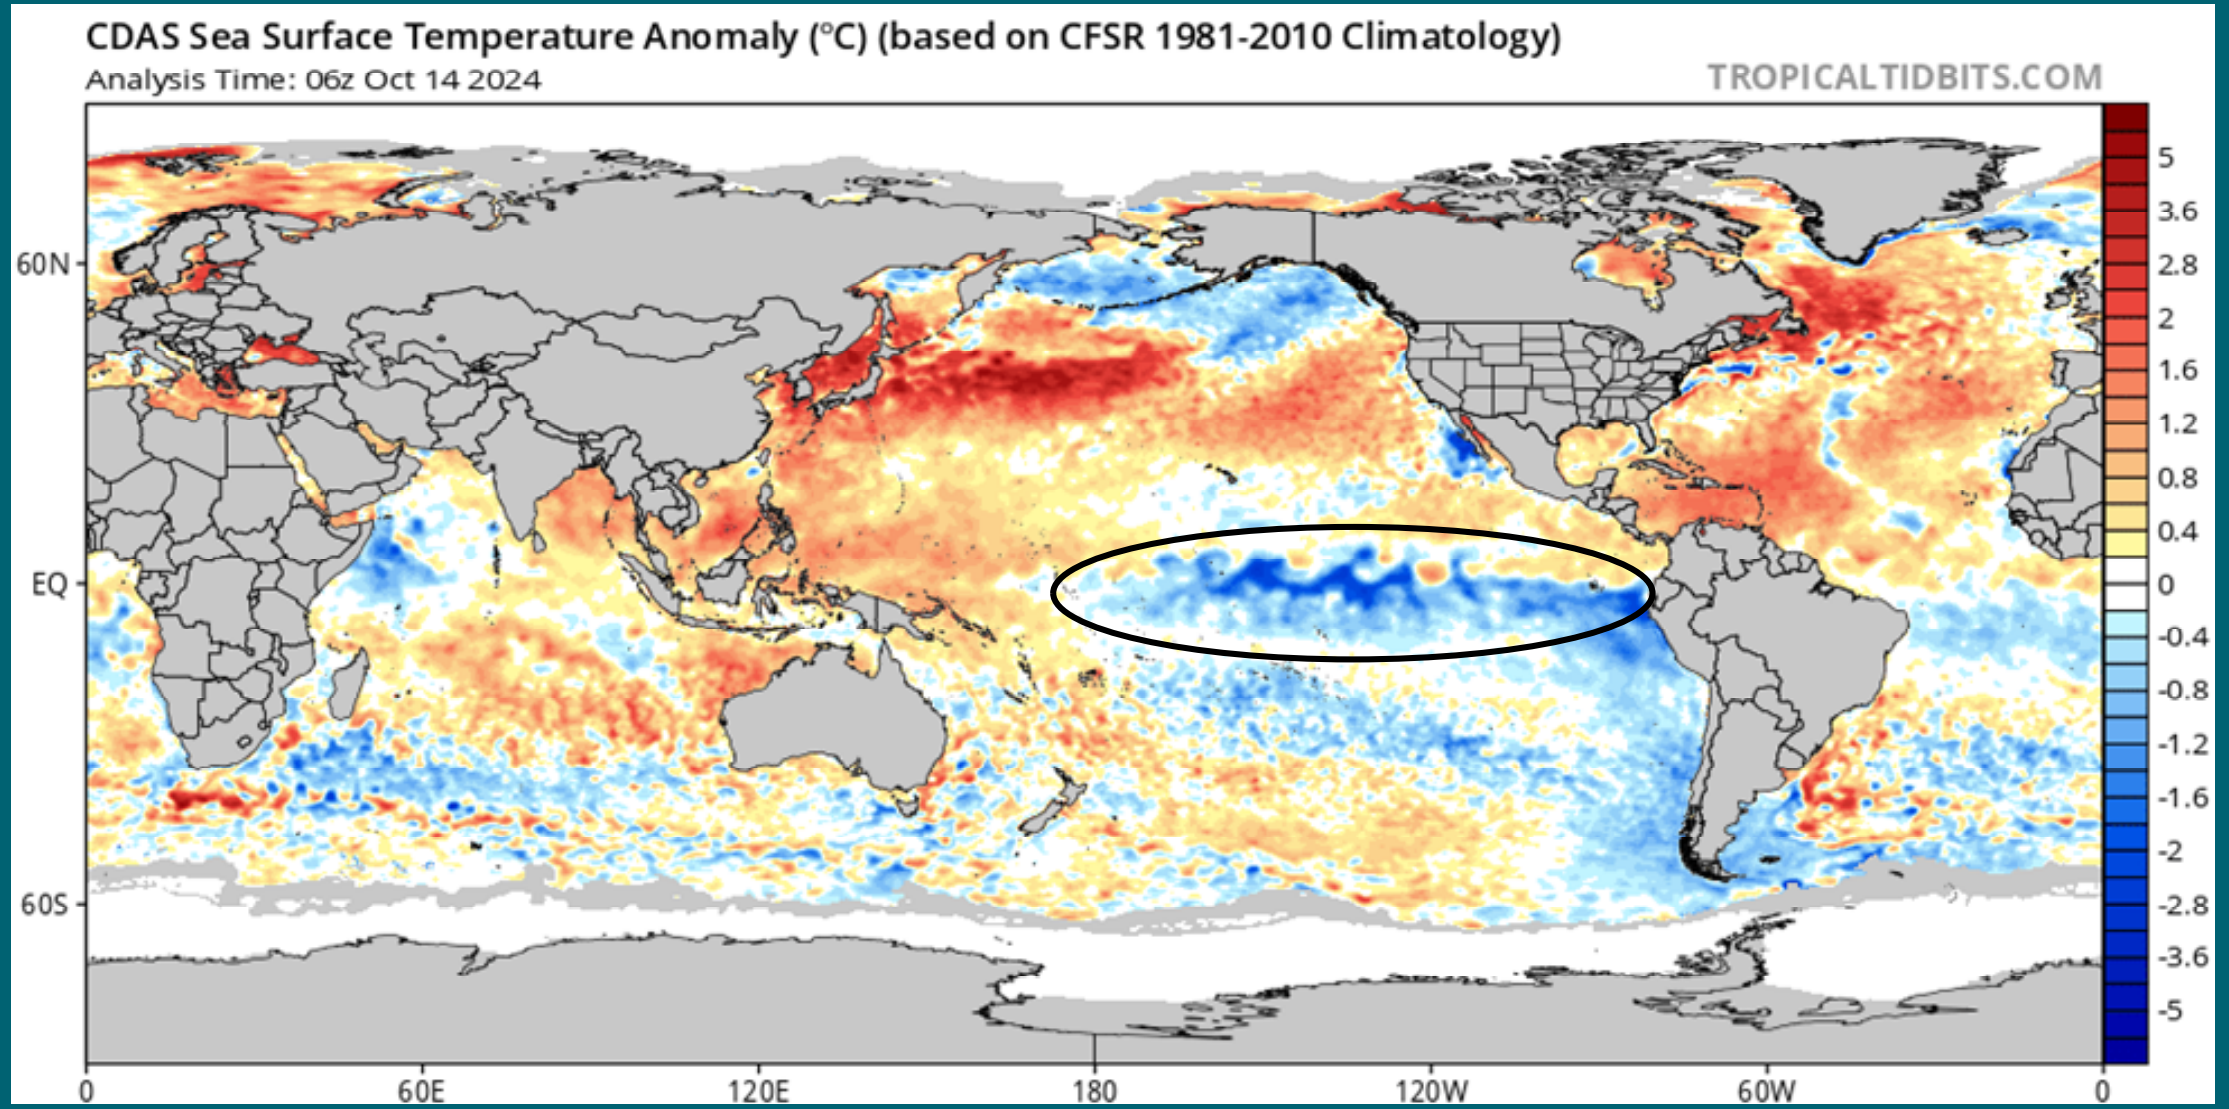 CDAS Sea Surface Temperature Anomaly (°C) (based on CFSR 1981-2010 Climatology)
Analysis Time: 06z Oct 14 2024
TROPICALTIDBITS.COM
5
3.6
60N
2.8
2
1.6
1.2
0.8
0.4
EQ
0
-0.4
-0.8
-1.2
-1.6
-2
60S
-2.8
-3.6
-5
0
60E
120E
180
120W
60W
0